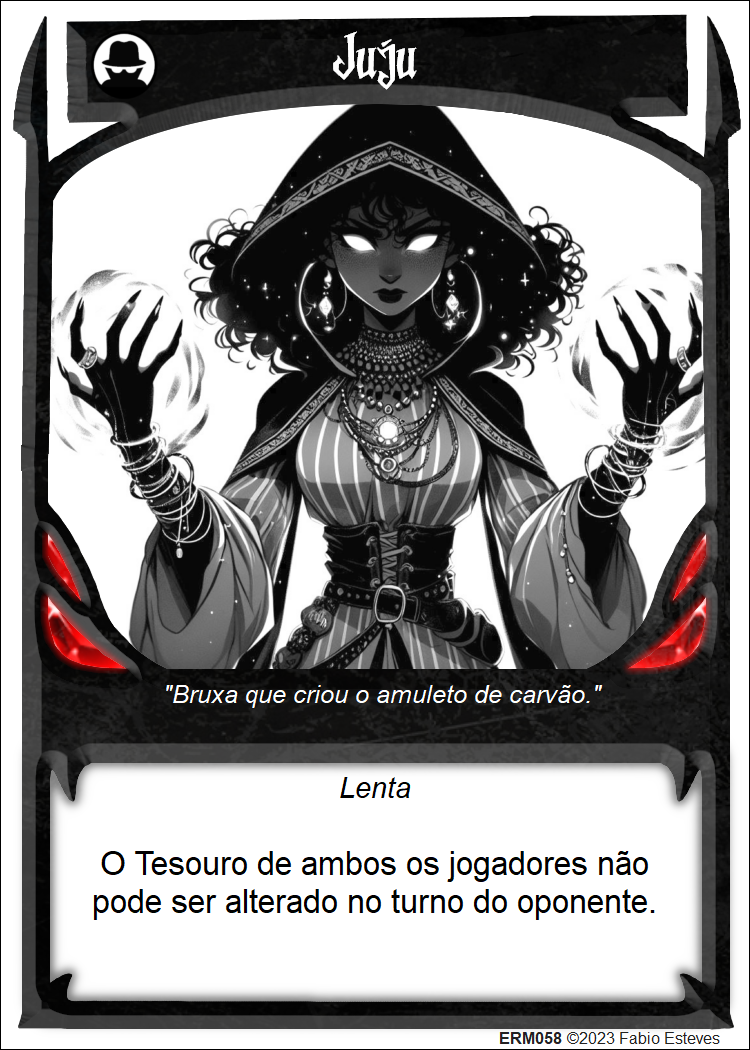 Juju
"Bruxa que criou o amuleto de carvão."
Lenta
O Tesouro de ambos os jogadores não
pode ser alterado no turno do oponente.
ERM058 ©2023 Fabio Esteves